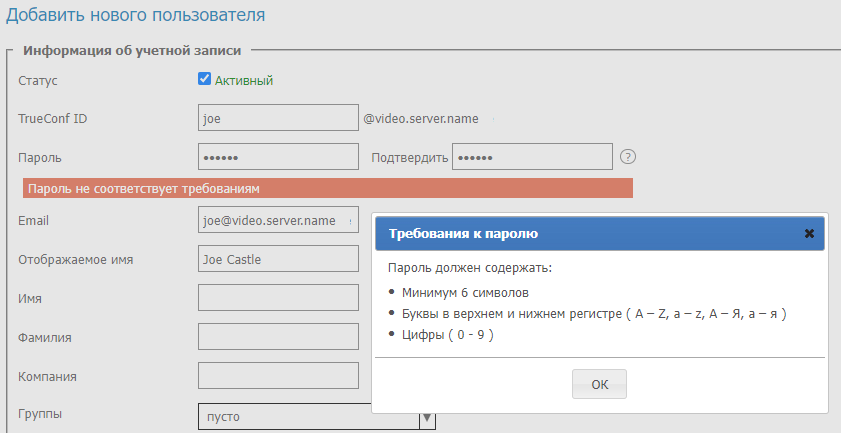 Добавить нового пользователя
Информация об учетной записи
Статус Активный
TrueConf ID joe @video.server.name
Пароль •••••• Подтвердить •••••• ?
Пароль не соответствует требованиям
Email joe@video.server.name
Отображаемое имя Joe Castle
Имя
Фамилия
Компания
Группы пусто
Требования к паролю
Пароль должен содержать:
• Минимум 6 символов
• Буквы в верхнем и нижнем регистре ( A – Z, a – z, А – Я, а – я )
• Цифры ( 0 - 9 )
ОК